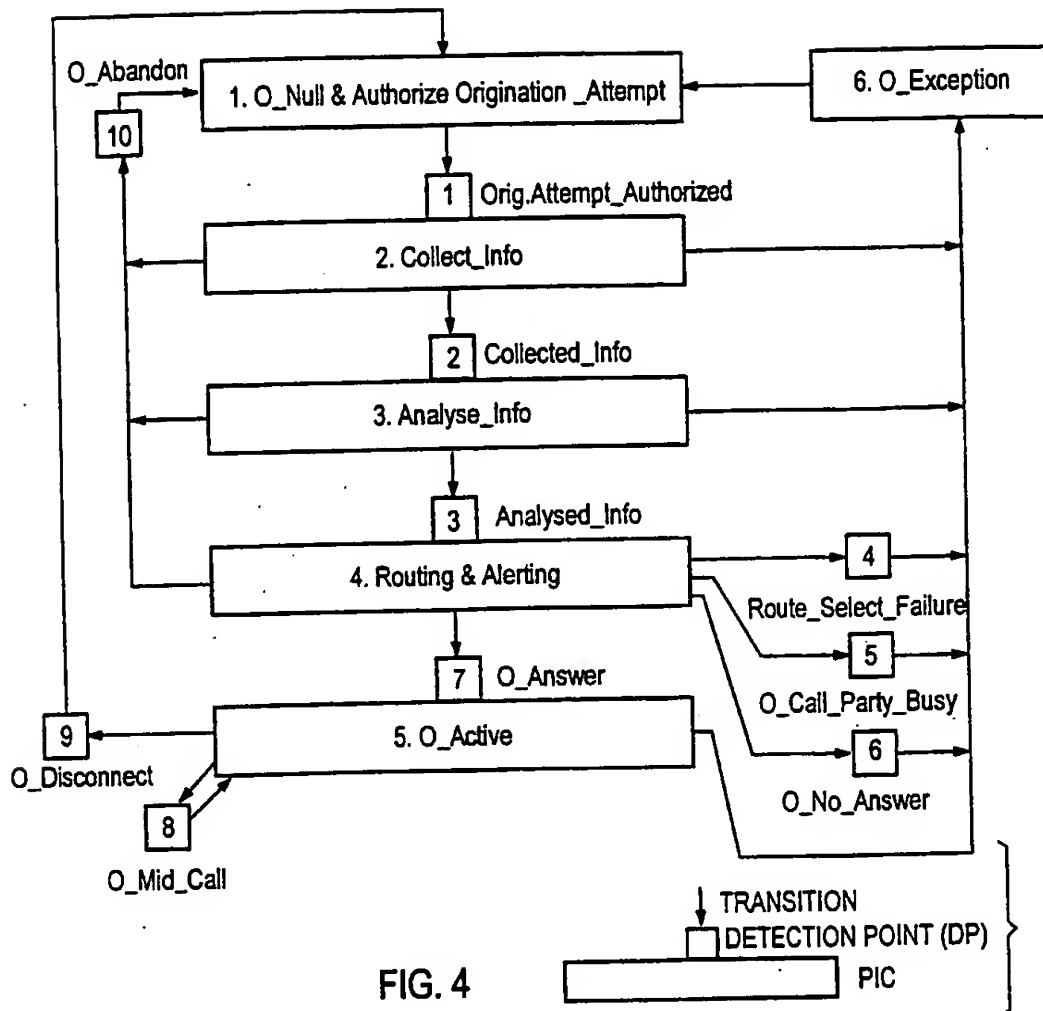 O_Abandon
10
1. O_Null & Authorize Origination _Attempt
6. O_Exception
1
Orig.Attempt_Authorized
2. Collect_Info
2
Collected_Info
3. Analyse_Info
3
Analysed_Info
4. Routing & Alerting
4
Route_Select_Failure
5
O_Call_Party_Busy
6
O_No_Answer
7
O_Answer
5. O_Active
9
O_Disconnect
8
O_Mid_Call
TRANSITION
DETECTION POINT (DP)
PIC
FIG. 4